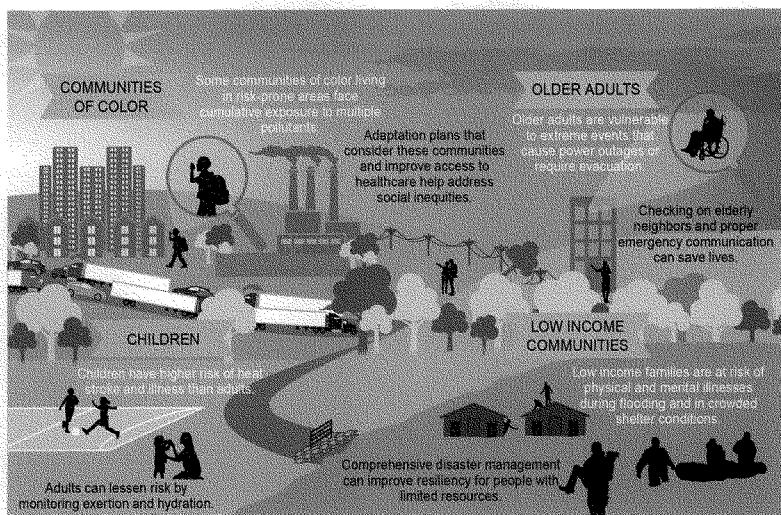 COMMUNITIES
OF COLOR
Some communities of color living
in risk-prone areas face
cumulative exposure to multiple
pollutants.
Adaptation plans that
consider these communities
and improve access to
healthcare help address
social inequities.
OLDER ADULTS
Older adults are vulnerable
to extreme events that
cause power outages or
require evacuation.
Checking on elderly
neighbors and proper
emergency communication
can save lives.
CHILDREN
Children have higher risk of heat
stroke and illness than adults.
Adults can lessen risk by
monitoring exertion and hydration.
LOW INCOME
COMMUNITIES
Low income families are at risk of
physical and mental illnesses
during flooding and in crowded
shelter conditions.
Comprehensive disaster management
can improve resiliency for people with
limited resources.